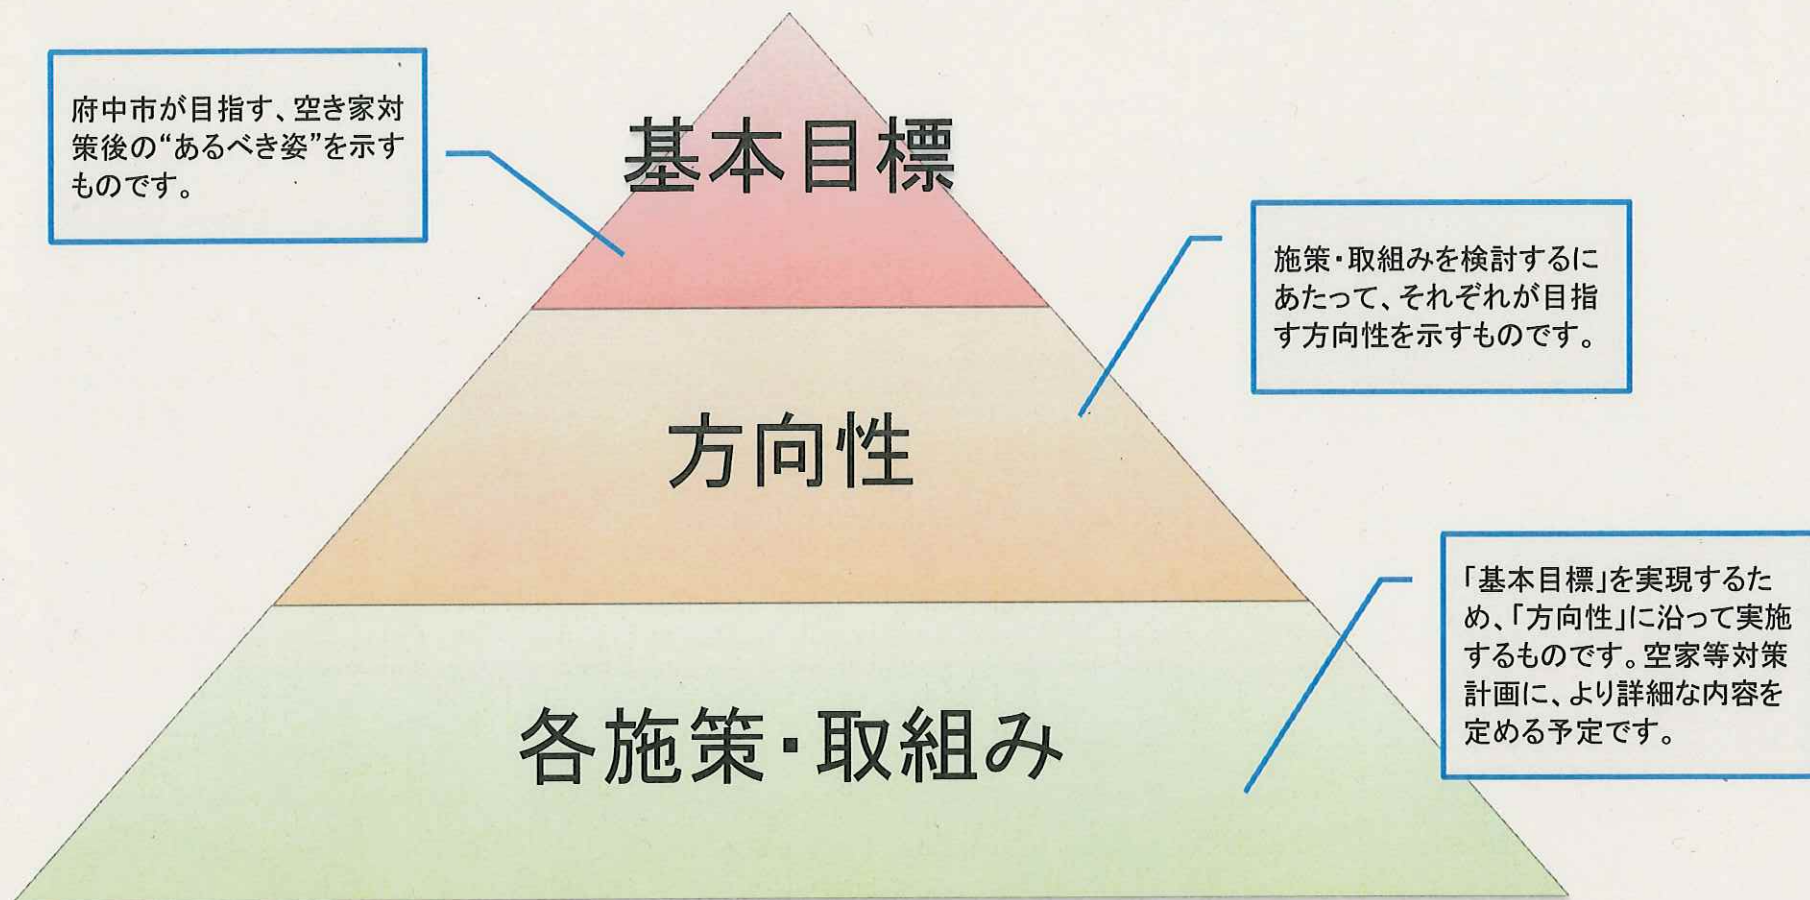 府中市が目指す、空き家対
策後の“あるべき姿”を示す
ものです。
基本目標
施策・取組みを検討するに
あたって、それぞれが目指
す方向性を示すものです。
方向性
「基本目標」を実現するた
め、「方向性」に沿って実施
するものです。空家等対策
計画に、より詳細な内容を
定める予定です。
各施策・取組み